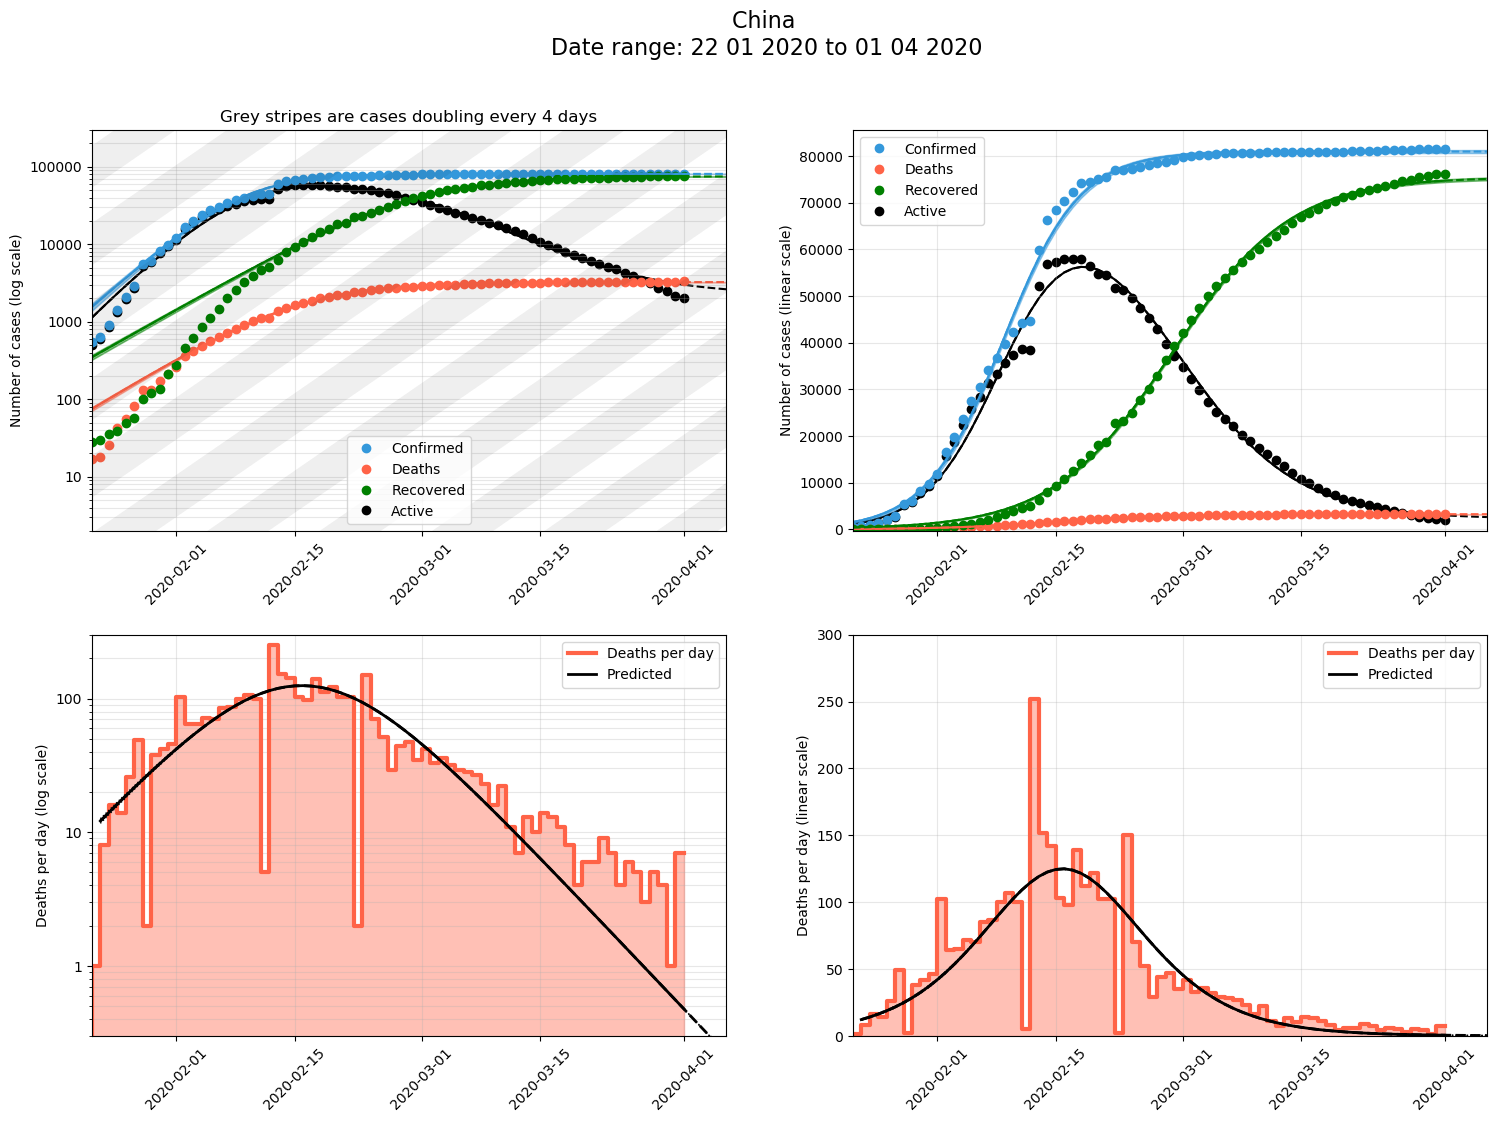 China
Date range: 22 01 2020 to 01 04 2020
Grey stripes are cases doubling every 4 days
Number of cases (log scale)
100000
10000
1000
100
10
Confirmed
Deaths
Recovered
Active
2020-02-01
2020-02-15
2020-03-01
2020-03-15
2020-04-01
Number of cases (linear scale)
80000
70000
60000
50000
40000
30000
20000
10000
0
Confirmed
Deaths
Recovered
Active
2020-02-01
2020-02-15
2020-03-01
2020-03-15
2020-04-01
Deaths per day (log scale)
100
10
1
Deaths per day
Predicted
2020-02-01
2020-02-15
2020-03-01
2020-03-15
2020-04-01
Deaths per day (linear scale)
300
250
200
150
100
50
0
Deaths per day
Predicted
2020-02-01
2020-02-15
2020-03-01
2020-03-15
2020-04-01